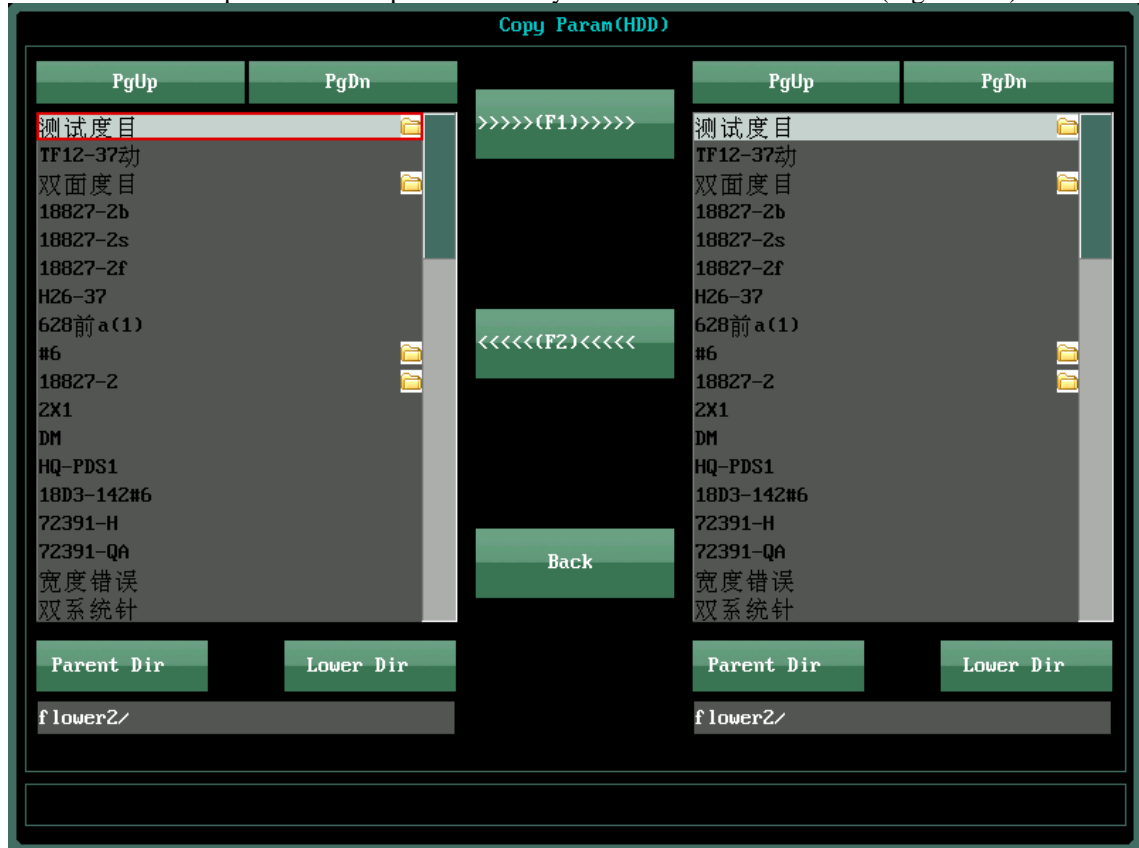 Copy Param(HDD)
PgUp
PgDn
测试度目
TF12-37动
双面度目
18827-2b
18827-2s
18827-2f
H26-37
628前a(1)
#6
18827-2
2X1
DM
HQ-PDS1
18D3-142#6
72391-H
72391-QA
宽度错误
双系统针
Parent Dir
Lower Dir
flower2/
>>>>>(F1)>>>>>
<<<<<(F2)<<<<<
Back
PgUp
PgDn
测试度目
TF12-37动
双面度目
18827-2b
18827-2s
18827-2f
H26-37
628前a(1)
#6
18827-2
2X1
DM
HQ-PDS1
18D3-142#6
72391-H
72391-QA
宽度错误
双系统针
Parent Dir
Lower Dir
flower2/